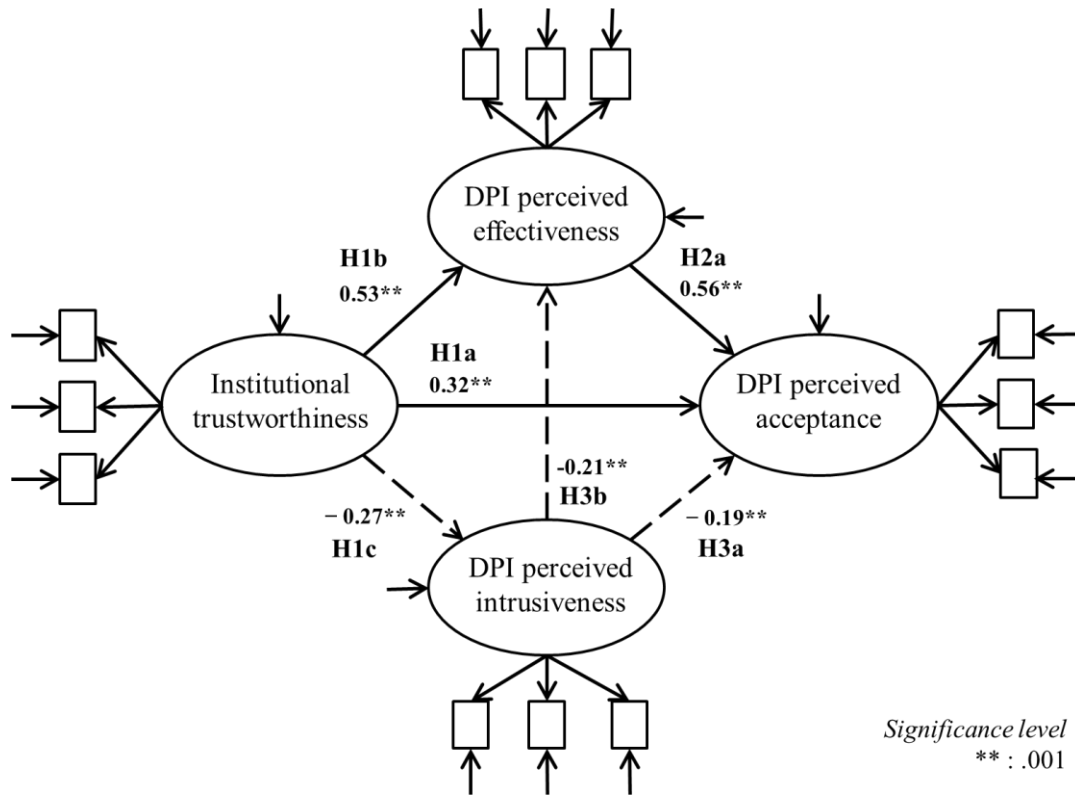 DPI perceived
effectiveness
H1b
0.53**
H2a
0.56**
H1a
0.32**
Institutional
trustworthiness
DPI perceived
acceptance
-0.21**
H3b
− 0.27**
H1c
− 0.19**
H3a
DPI perceived
intrusiveness
Significance level
** : .001